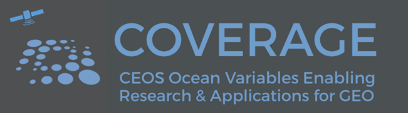 COVERAGE
CEOS Ocean Variables Enabling
Research & Applications for GEO